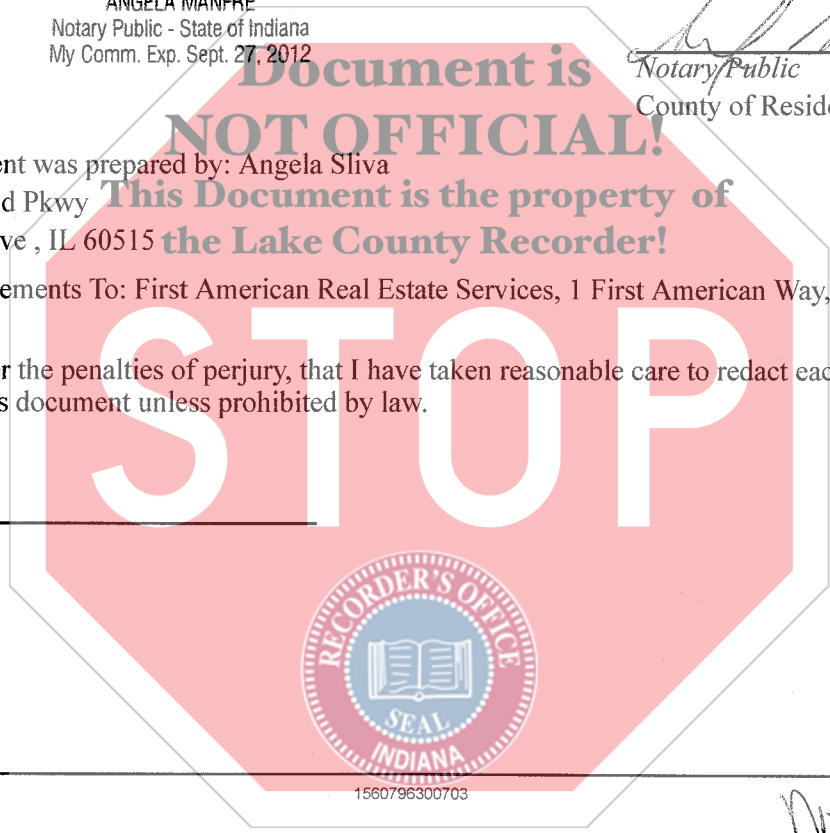 ANGELA MANFRE
Notary Public - State of Indiana
My Comm. Exp. Sept. 27, 2012
Notary Public
County of Reside
Document is
NOT OFFICIAL!
This Document is the property of
the Lake County Recorder!
ent was prepared by: Angela Sliva
d Pkwy
ve , IL 60515
ements To: First American Real Estate Services, 1 First American Way,
r the penalties of perjury, that I have taken reasonable care to redact eac
s document unless prohibited by law.
STOP
RECORDER'S OFFICE
SEAL
INDIANA
1560796300703